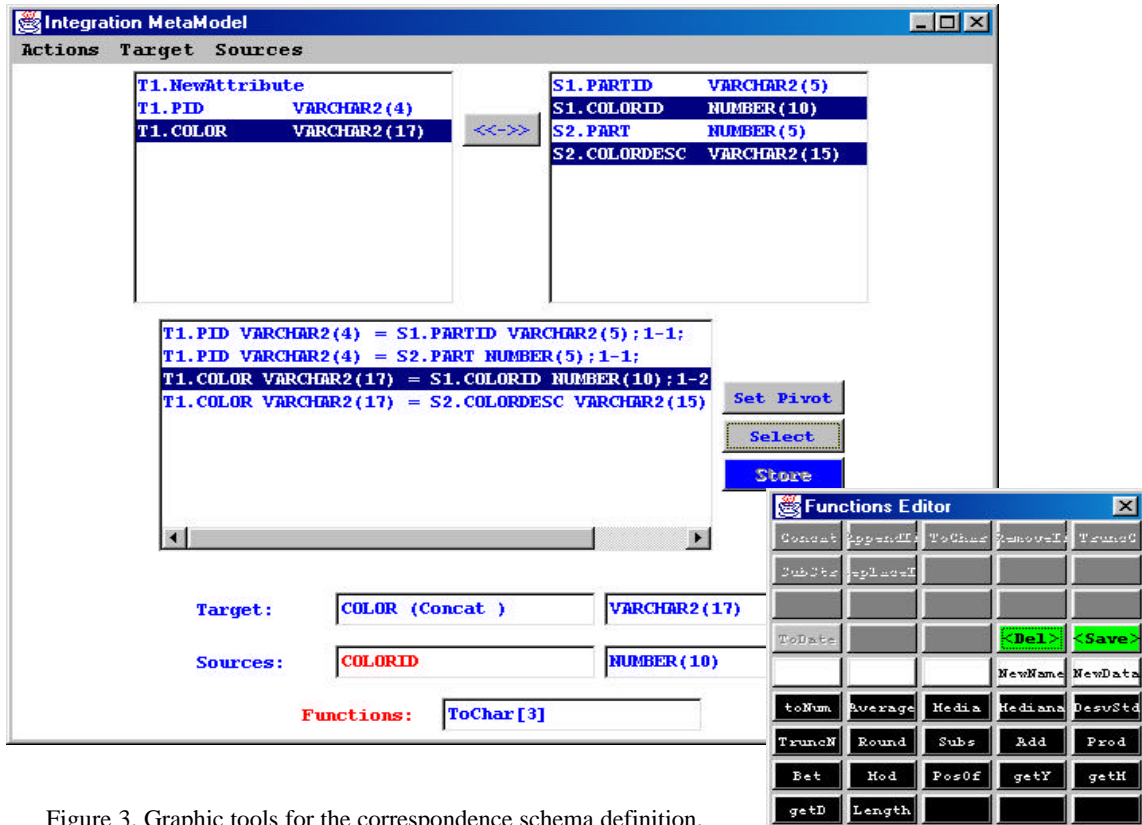 Integration MetaModel
Actions Target Sources
T1.NewAttribute
T1.PID VARCHAR2(4)
T1.COLOR VARCHAR2(17)
<<->>
S1.PARTID VARCHAR2(5)
S1.COLORID NUMBER(10)
S2.PART NUMBER(5)
S2.COLORDESC VARCHAR2(15)
T1.PID VARCHAR2(4) = S1.PARTID VARCHAR2(5);1-1;
T1.PID VARCHAR2(4) = S2.PART NUMBER(5);1-1;
T1.COLOR VARCHAR2(17) = S1.COLORID NUMBER(10);1-2
T1.COLOR VARCHAR2(17) = S2.COLORDESC VARCHAR2(15)
Set Pivot
Select
Store
Target: COLOR (Concat ) VARCHAR2(17)
Sources: COLORID NUMBER(10)
Functions: ToChar[3]
Functions Editor
Concat ToChar TruncC
SubStr
ToDate <Del> <Save>
NewName NewData
toNum Average Media Mediana DesvStd
TruncN Round Subs Add Prod
Bet Mod PosOf getY getM
getD Length
Figure 3. Graphic tools for the correspondence schema definition.